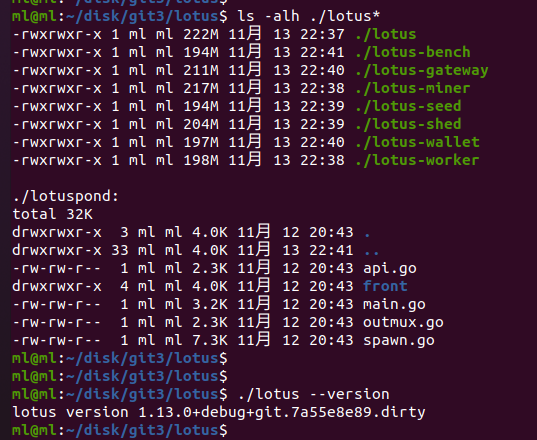 ml@ml:~/disk/git3/lotus$ ls -alh ./lotus*
-rwxrwxr-x 1 ml ml 222M 11月 13 22:37 ./lotus
-rwxrwxr-x 1 ml ml 194M 11月 13 22:41 ./lotus-bench
-rwxrwxr-x 1 ml ml 211M 11月 13 22:40 ./lotus-gateway
-rwxrwxr-x 1 ml ml 217M 11月 13 22:38 ./lotus-miner
-rwxrwxr-x 1 ml ml 194M 11月 13 22:39 ./lotus-seed
-rwxrwxr-x 1 ml ml 204M 11月 13 22:39 ./lotus-shed
-rwxrwxr-x 1 ml ml 197M 11月 13 22:40 ./lotus-wallet
-rwxrwxr-x 1 ml ml 198M 11月 13 22:38 ./lotus-worker
./lotuspond:
total 32K
drwxrwxr-x  3 ml ml 4.0K 11月 12 20:43 .
drwxrwxr-x 33 ml ml 4.0K 11月 13 22:41 ..
-rw-rw-r--  1 ml ml 2.3K 11月 12 20:43 api.go
drwxrwxr-x  4 ml ml 4.0K 11月 12 20:43 front
-rw-rw-r--  1 ml ml 3.2K 11月 12 20:43 main.go
-rw-rw-r--  1 ml ml 2.3K 11月 12 20:43 outmux.go
-rw-rw-r--  1 ml ml 7.3K 11月 12 20:43 spawn.go
ml@ml:~/disk/git3/lotus$
ml@ml:~/disk/git3/lotus$
ml@ml:~/disk/git3/lotus$ ./lotus --version
lotus version 1.13.0+debug+git.7a55e8e89.dirty
ml@ml:~/disk/git3/lotus$